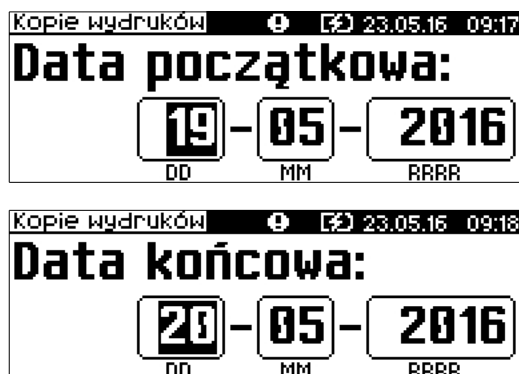 Kopie wydruków 23.05.16 09:17
Data początkowa:
19-05-2016
DD MM RRRR
Kopie wydruków 23.05.16 09:18
Data końcowa:
20-05-2016
DD MM RRRR